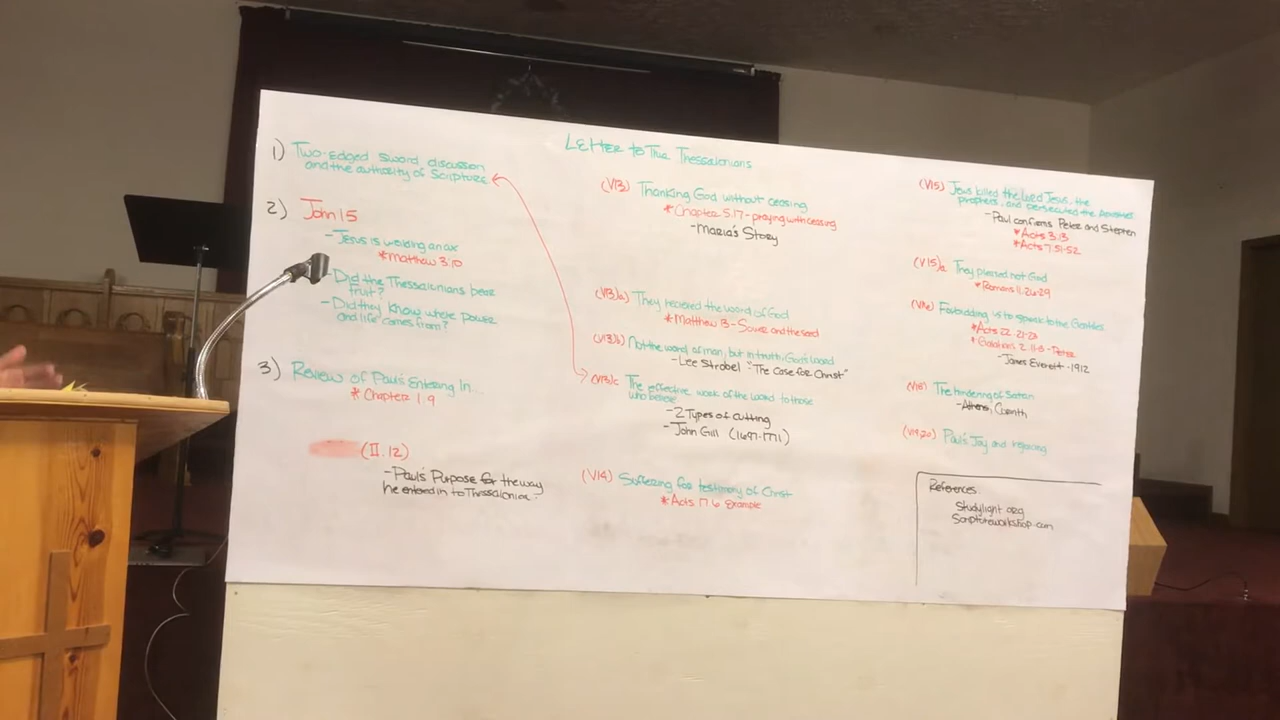 Letter to The Thessalonians
1) Two-edged sword discussion
and the authority of Scripture
2) John 15
- Jesus is weilding an ax
*Matthew 3:10
- Did the Thessalonians bear
fruit?
- Did they know where power
and life comes from?
3) Review of Paul's Entering In...
* Chapter 1.9
(II.12)
- Paul's Purpose for the way
he entered in to Thessalonica?
(V13) Thanking God without ceasing
*Chapter 5.17 - praying with ceasing
- Maria's Story
(V13)a) They received the word of God
*Matthew 13 - Sower and the seed
(V13)b) Not the word of man, but in truth, God's word
- Lee Strobel "The Case for Christ"
(V13)c The effective work of the word to those
who believe
- 2 Types of cutting
- John Gill (1697-1771)
(V14) Suffering for testimony of Christ
*Acts 17.6 example
(V15) Jews killed the Lord Jesus, the
prophets, and persecuted the Apostles
- Paul confirms Peter and Stephen
*Acts 3.13
*Acts 7.51-52
(V15)a They pleased not God
*Romans 11.26-29
(V16) Forbidding us to speak to the Gentiles
*Acts 22.21-23
*Galatians 2.11-13 - Peter
- James Everett - 1912
(V18) The hindering of Satan
- Athens, Corinth
(V19,20) Paul's Joy and rejoicing
References:
Studylight.org
Scriptureworkshop.com